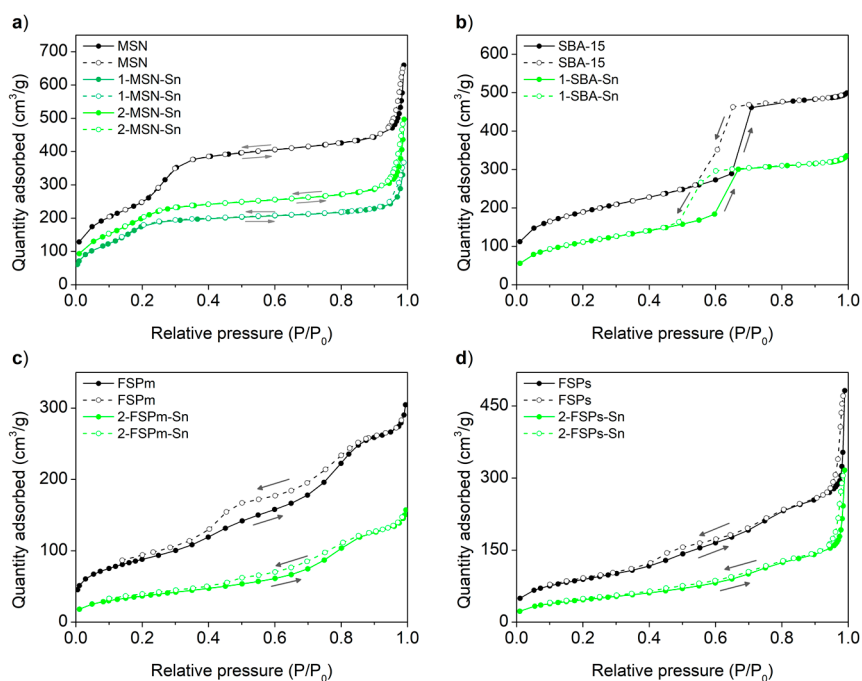 a)
MSN
MSN
1-MSN-Sn
1-MSN-Sn
2-MSN-Sn
2-MSN-Sn
700
600
500
400
300
200
100
0
0.0 0.2 0.4 0.6 0.8 1.0
Quantity adsorbed (cm³/g)
Relative pressure (P/P₀)
b)
SBA-15
SBA-15
1-SBA-Sn
1-SBA-Sn
600
500
400
300
200
100
0
0.0 0.2 0.4 0.6 0.8 1.0
Quantity adsorbed (cm³/g)
Relative pressure (P/P₀)
c)
FSPm
FSPm
2-FSPm-Sn
2-FSPm-Sn
300
200
100
0
0.0 0.2 0.4 0.6 0.8 1.0
Quantity adsorbed (cm³/g)
Relative pressure (P/P₀)
d)
FSPs
FSPs
2-FSPs-Sn
2-FSPs-Sn
450
300
150
0
0.0 0.2 0.4 0.6 0.8 1.0
Quantity adsorbed (cm³/g)
Relative pressure (P/P₀)